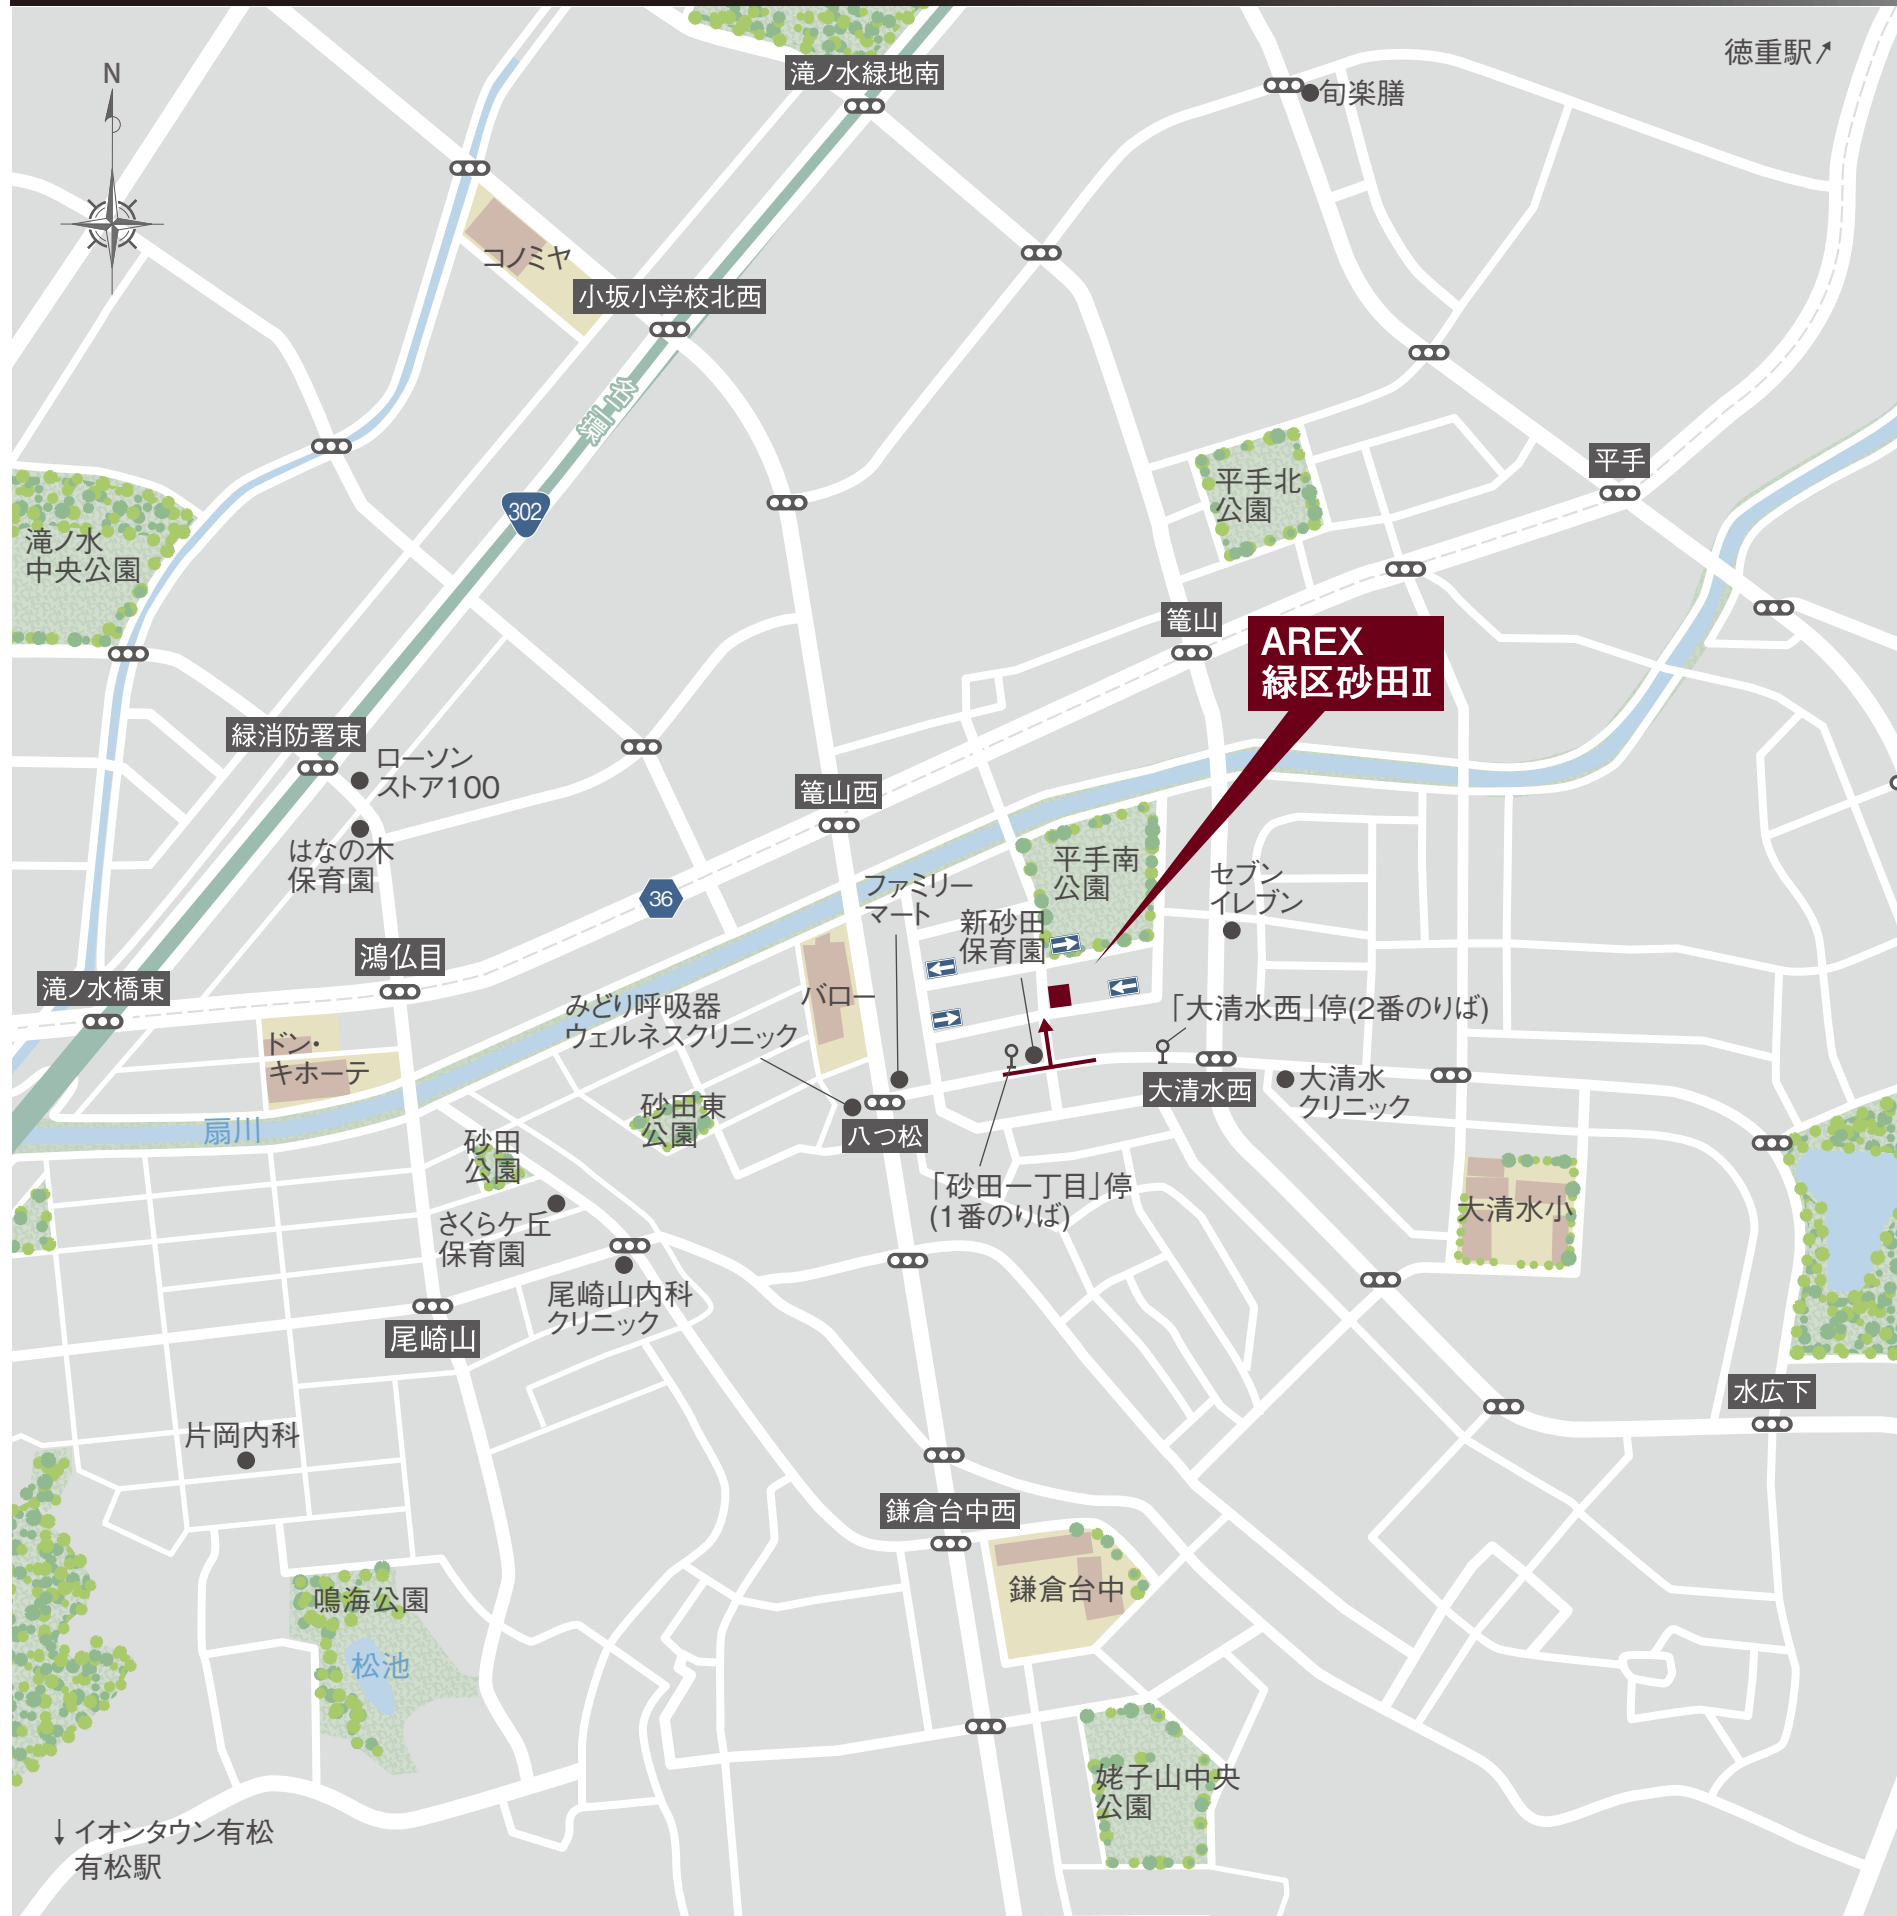 徳重駅↗
N
滝ノ水緑地南
旬楽膳
コノミヤ
小坂小学校北西
名二環
平手
平手北
公園
302
滝ノ水
中央公園
篭山
AREX
緑区砂田Ⅱ
緑消防署東
ローソン
ストア100
篭山西
はなの木
保育園
平手南
公園
セブン
イレブン
ファミリー
マート
36
新砂田
保育園
鴻仏目
滝ノ水橋東
バロー
みどり呼吸器
ウェルネスクリニック
「大清水西」停(2番のりば)
ドン・
キホーテ
大清水西
大清水
クリニック
砂田東
公園
扇川
八つ松
砂田
公園
「砂田一丁目」停
(1番のりば)
大清水小
さくらケ丘
保育園
尾崎山内科
クリニック
尾崎山
水広下
片岡内科
鎌倉台中西
鎌倉台中
鳴海公園
松池
姥子山中央
公園
↓イオンタウン有松
有松駅